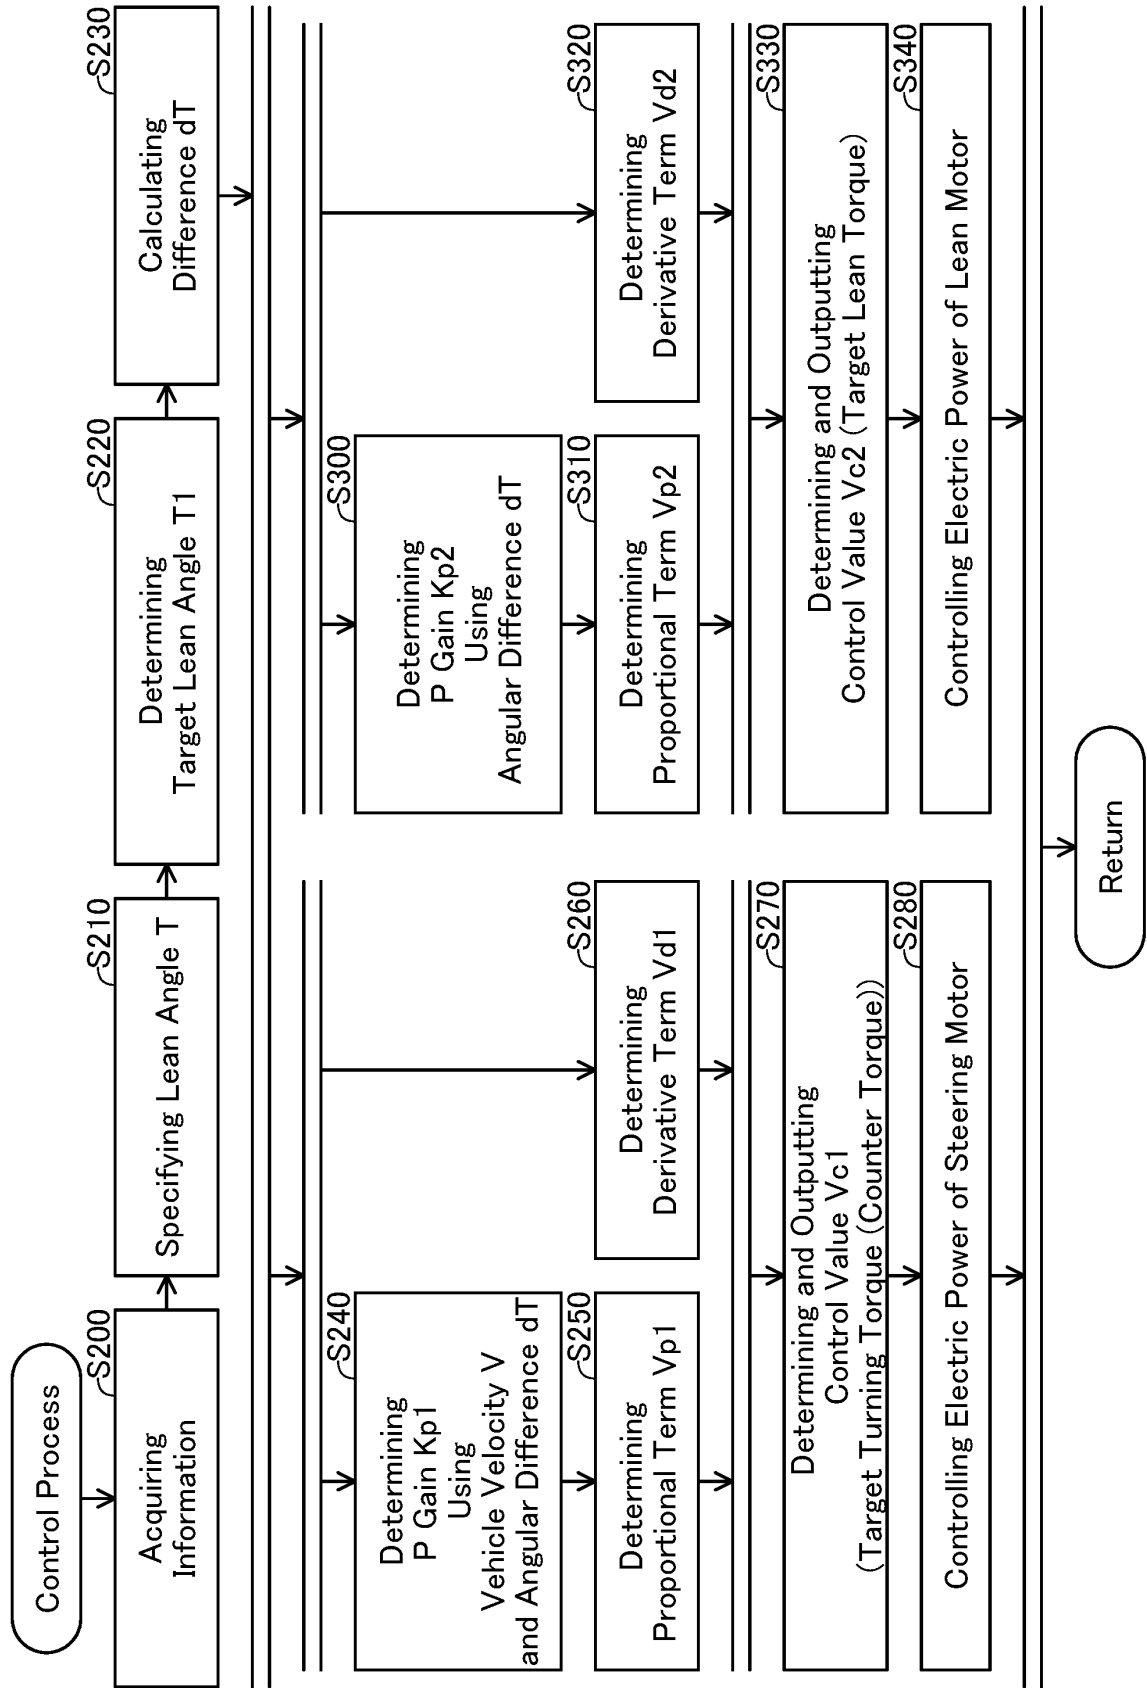 Control Process
S200
Acquiring
Information
S210
Specifying Lean Angle T
S220
Determining
Target Lean Angle T1
S230
Calculating
Difference dT
S240
Determining
P Gain Kp1
Using
Vehicle Velocity V
and Angular Difference dT
S250
Determining
Proportional Term Vp1
S260
Determining
Derivative Term Vd1
S270
Determining and Outputting
Control Value Vc1
(Target Turning Torque (Counter Torque))
S280
Controlling Electric Power of Steering Motor
S300
Determining
P Gain Kp2
Using
Angular Difference dT
S310
Determining
Proportional Term Vp2
S320
Determining
Derivative Term Vd2
S330
Determining and Outputting
Control Value Vc2 (Target Lean Torque)
S340
Controlling Electric Power of Lean Motor
Return